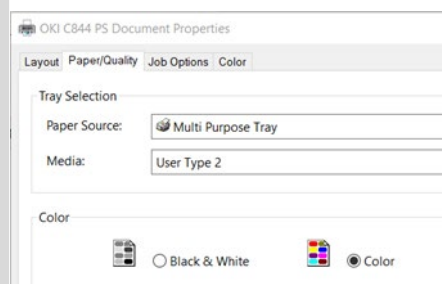 OKI C844 PS Document Properties
Layout Paper/Quality Job Options Color
Tray Selection
Paper Source: Multi Purpose Tray
Media: User Type 2
Color
Black & White Color